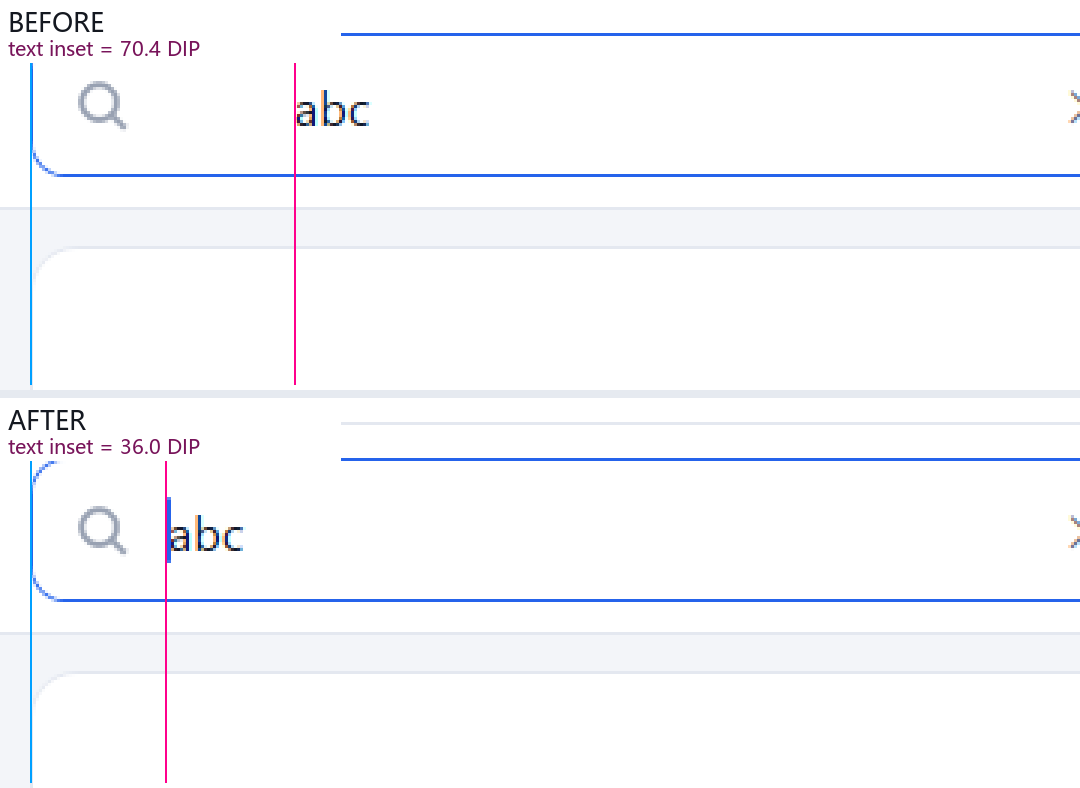 BEFORE
text inset = 70.4 DIP
abc
AFTER
text inset = 36.0 DIP
abc